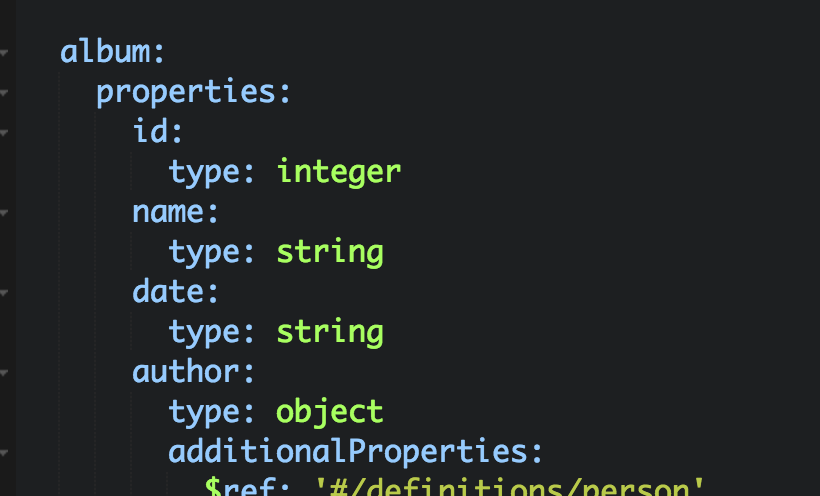 album:
properties:
id:
type: integer
name:
type: string
date:
type: string
author:
type: object
additionalProperties:
$ref: '#/definitions/person'